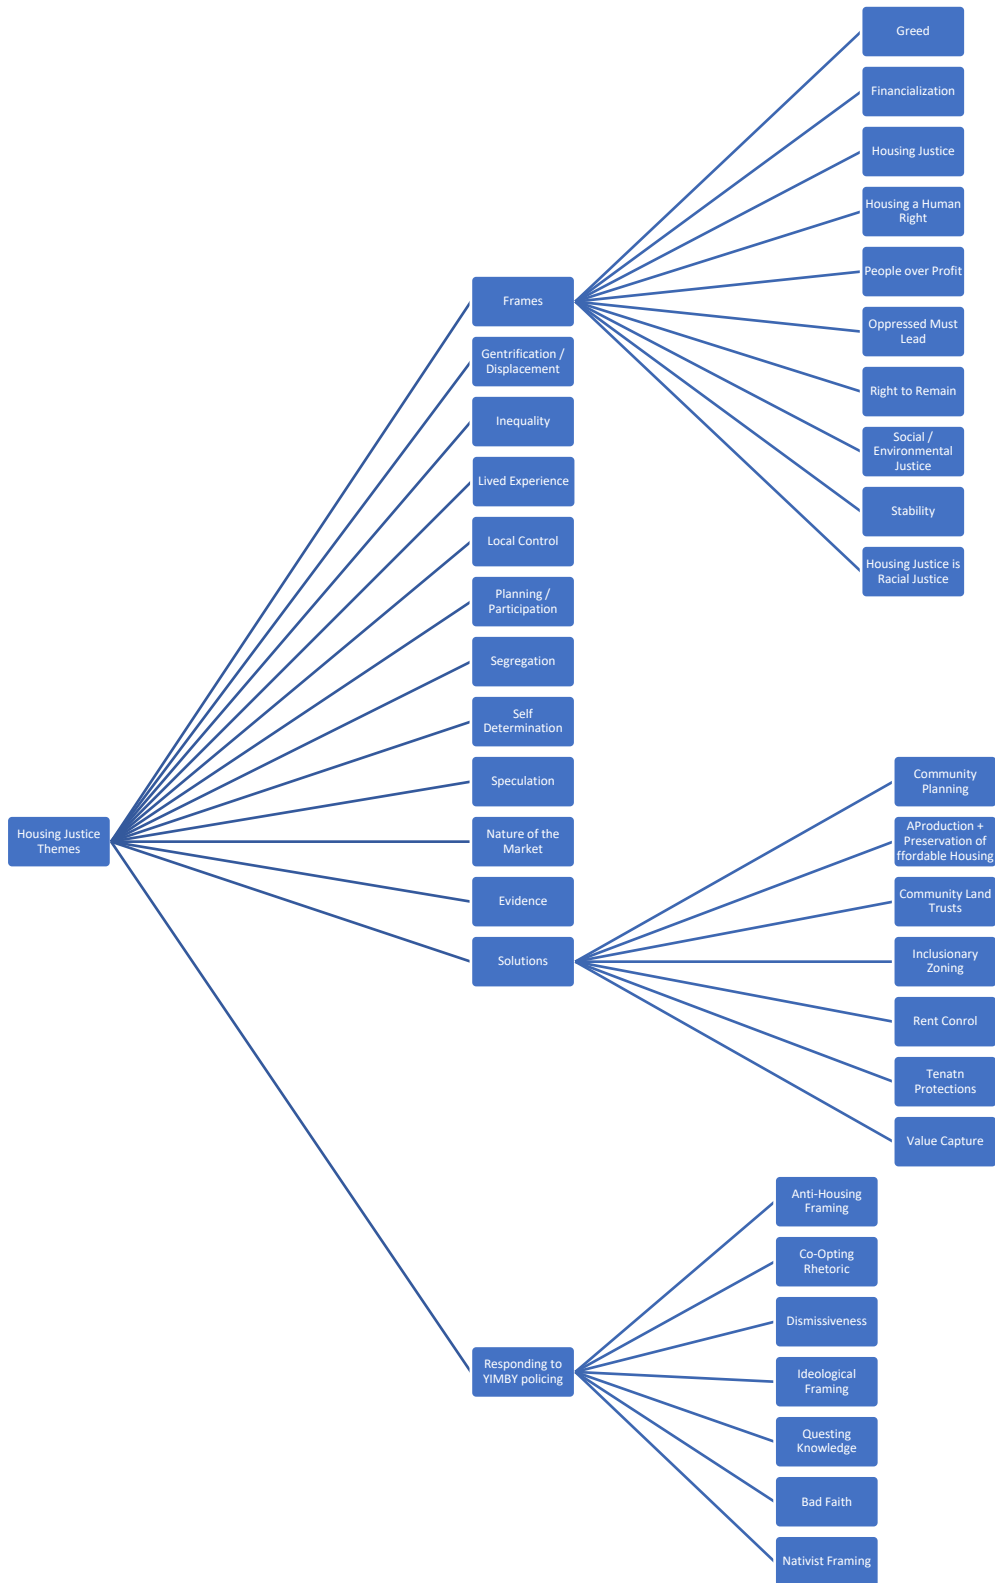 Greed
Financialization
Housing Justice
Housing a Human
Right
People over Profit
Oppressed Must
Lead
Right to Remain
Social /
Environmental
Justice
Stability
Housing Justice is
Racial Justice
Frames
Gentrification /
Displacement
Inequality
Lived Experience
Local Control
Planning /
Participation
Segregation
Self
Determination
Speculation
Nature of the
Market
Evidence
Solutions
Housing Justice
Themes
Community
Planning
AProduction +
Preservation of
ffordable Housing
Community Land
Trusts
Inclusionary
Zoning
Rent Conrol
Tenatn
Protections
Value Capture
Responding to
YIMBY policing
Anti-Housing
Framing
Co-Opting
Rhetoric
Dismissiveness
Ideological
Framing
Questing
Knowledge
Bad Faith
Nativist Framing